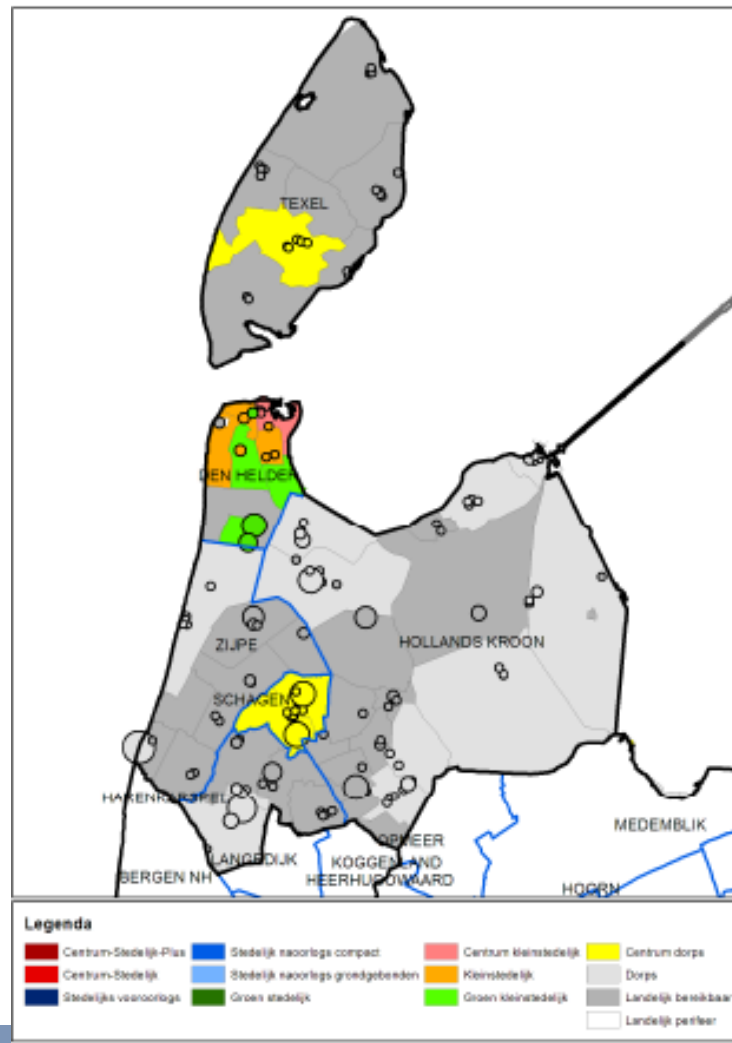 TEXEL
DEN HELDER
HOLLANDS KROON
ZIJPE
SCHAGEN
HARENKARSPEL
MEDEMBLIK
OPMEER
LANGEDIJK
KOGGENLAND
BERGEN NH
HEERHUGOWAARD
HOORN
Legenda
Centrum-Stedelijk-Plus
Stedelijk naoorlogs compact
Centrum kleinstedelijk
Centrum dorps
Centrum-Stedelijk
Stedelijk naoorlogs grondgebonden
Kleinstedelijk
Dorps
Stedelijks vooroorlogs
Groen stedelijk
Groen kleinstedelijk
Landelijk bereikbaar
Landelijk perifeer